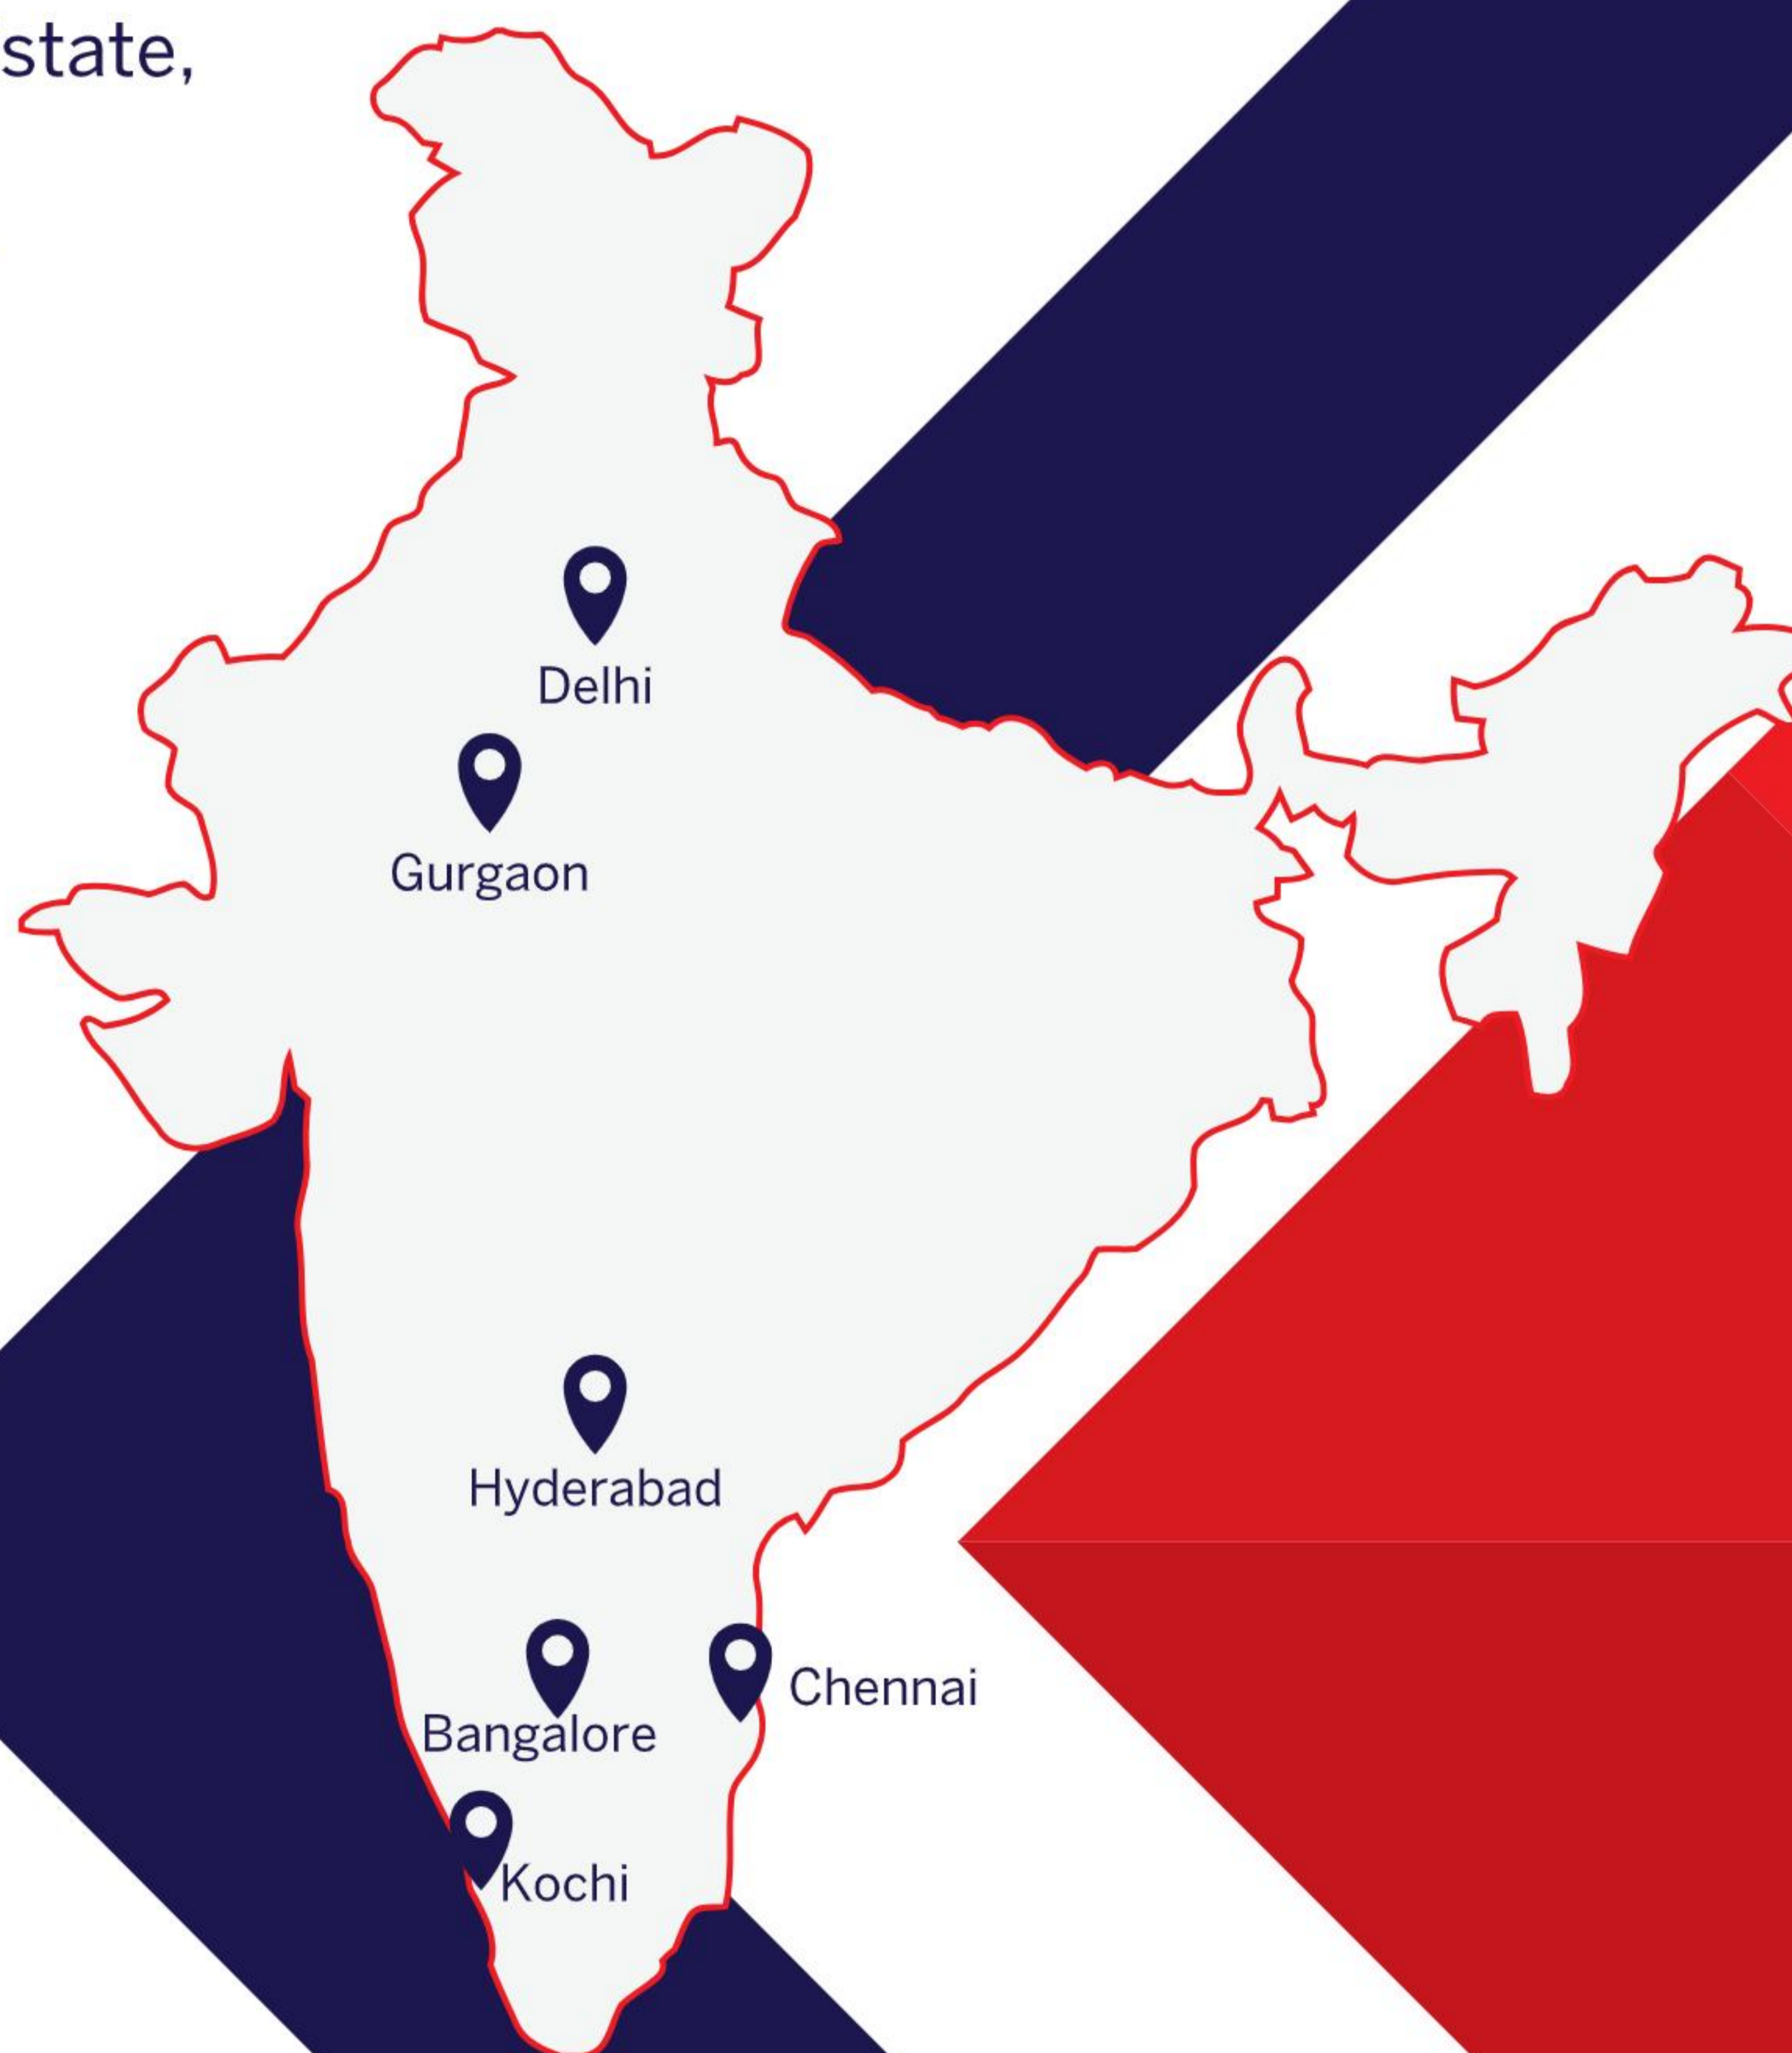 state,
Delhi
Gurgaon
Hyderabad
Chennai
Bangalore
Kochi